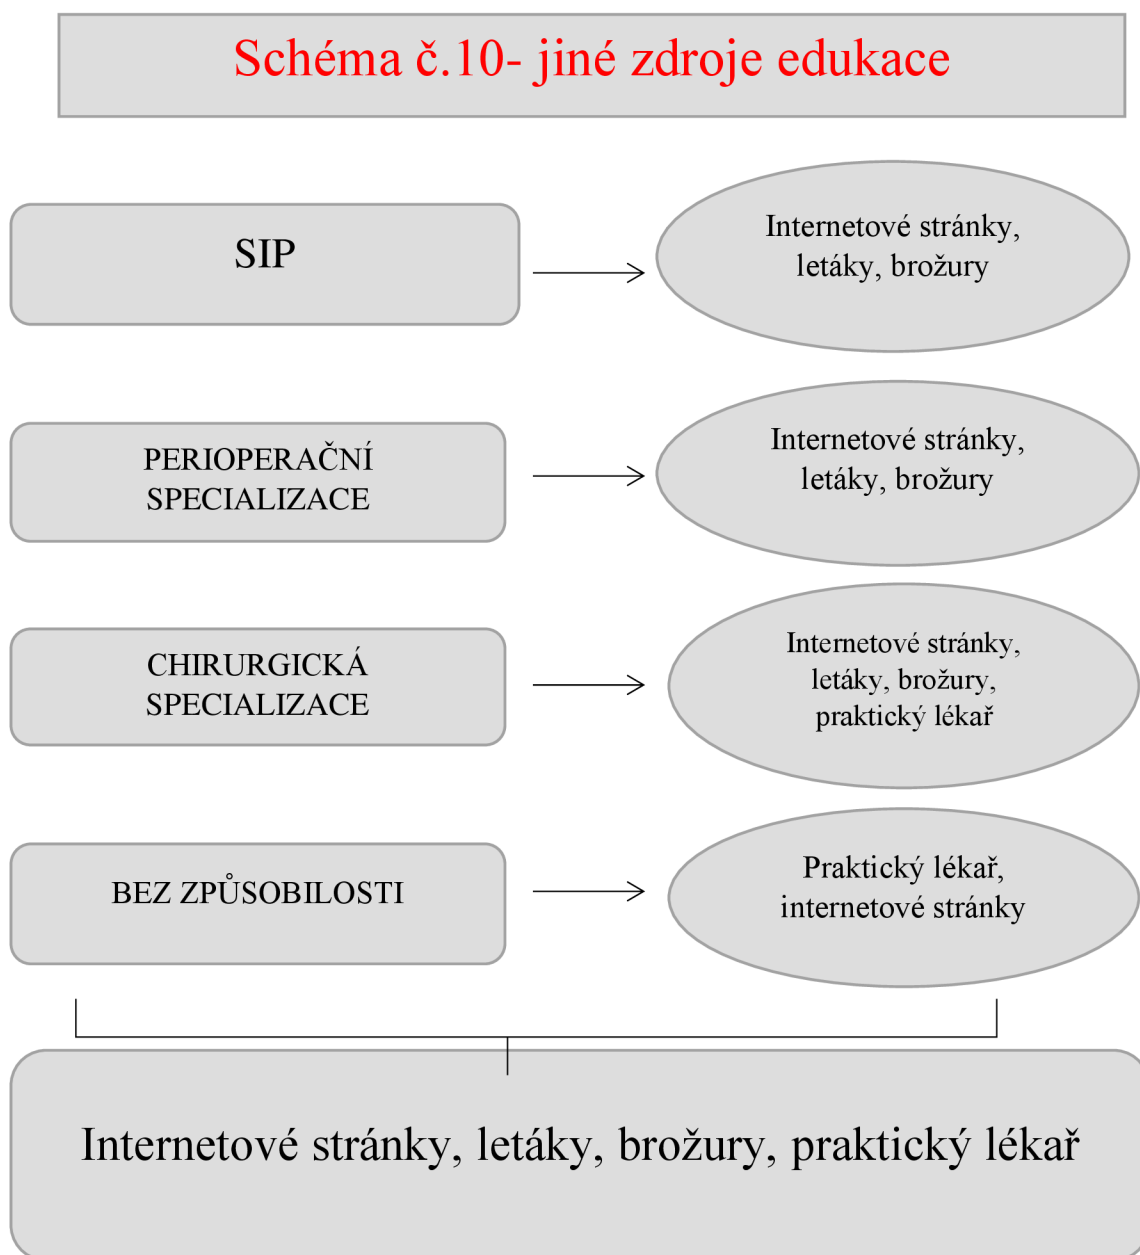 Schéma č.10- jiné zdroje edukace
SIP
Internetové stránky,
letáky, brožury
PERIOPERAČNÍ
SPECIALIZACE
Internetové stránky,
letáky, brožury
CHIRURGICKÁ
SPECIALIZACE
Internetové stránky,
letáky, brožury,
praktický lékař
BEZ ZPŮSOBILOSTI
Praktický lékař,
internetové stránky
Internetové stránky, letáky, brožury, praktický lékař